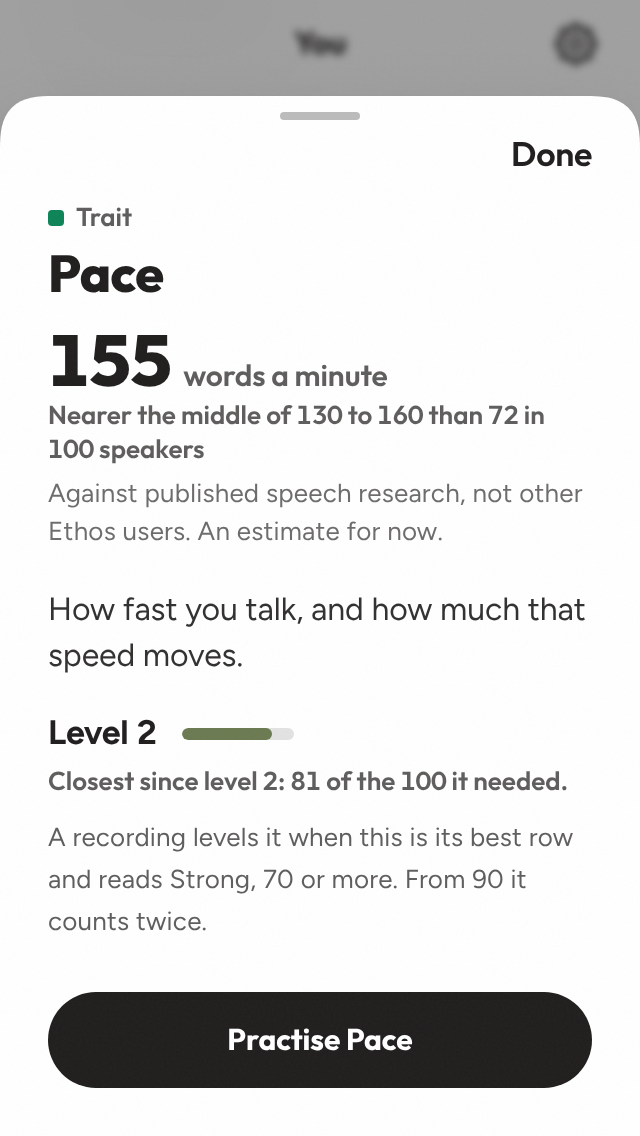 You
Done
Trait
Pace
155 words a minute
Nearer the middle of 130 to 160 than 72 in
100 speakers
Against published speech research, not other
Ethos users. An estimate for now.
How fast you talk, and how much that
speed moves.
Level 2
Closest since level 2: 81 of the 100 it needed.
A recording levels it when this is its best row
and reads Strong, 70 or more. From 90 it
counts twice.
Practise Pace